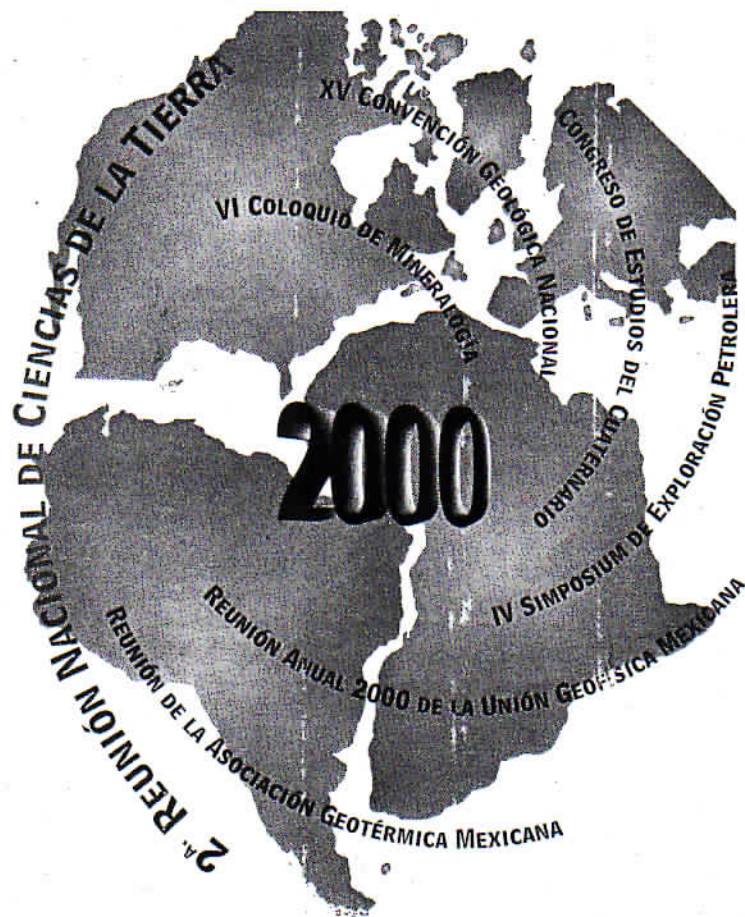 2A. REUNIÓN NACIONAL DE CIENCIAS DE LA TIERRA
XV CONVENCIÓN GEOLÓGICA NACIONAL
CONGRESO DE ESTUDIOS DEL CUATERNARIO
VI COLOQUIO DE MINERALOGÍA
IV SIMPOSIUM DE EXPLORACIÓN PETROLERA
2000
REUNIÓN ANUAL 2000 DE LA UNIÓN GEOFÍSICA MEXICANA
REUNIÓN DE LA ASOCIACIÓN GEOTÉRMICA MEXICANA